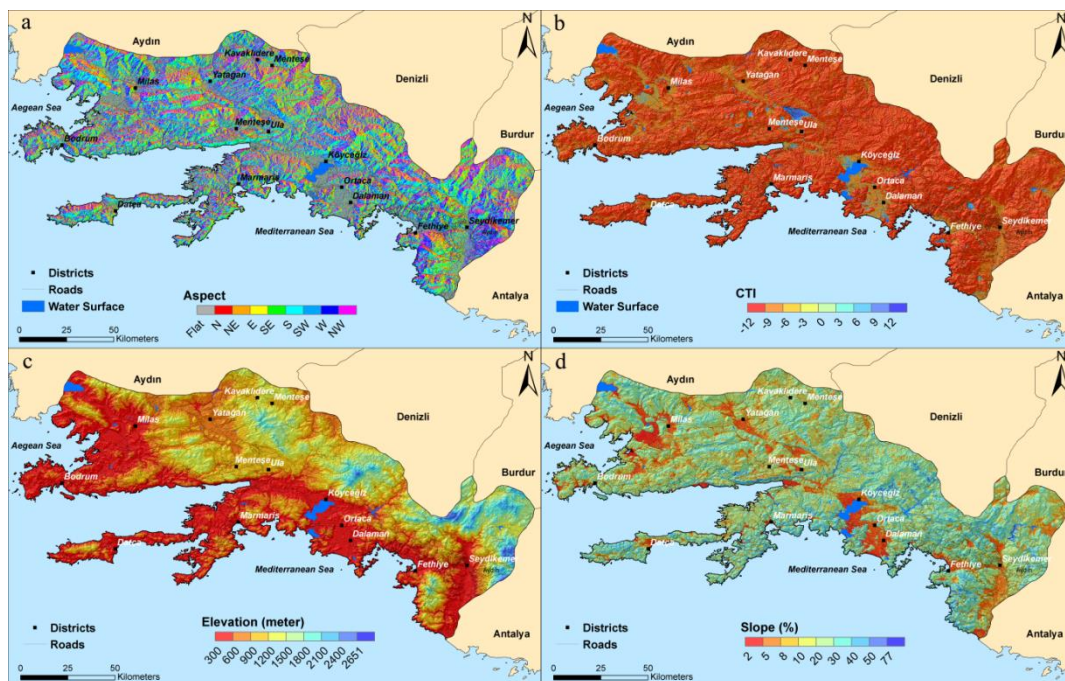 a
N
Aydın
Kavaklıdere
Menteşe
Denizli
Milas
Yatağan
Aegean Sea
Burdur
Menteşe
Ula
Bodrum
Köyceğiz
Marmaris
Ortaca
Dalaman
Datça
Seydikemer
Fethiye
Mediterranean Sea
Districts
Roads
Water Surface
Aspect
Flat N NE E SE S SW W NW
Antalya
0 25 50
Kilometers
b
N
Aydın
Kavaklıdere
Menteşe
Denizli
Milas
Yatağan
Aegean Sea
Burdur
Menteşe
Ula
Bodrum
Köyceğiz
Marmaris
Ortaca
Dalaman
Seydikemer
Fethiye
Mediterranean Sea
Districts
Roads
Water Surface
CTI
-12 -9 -6 -3 0 3 6 9 12
Antalya
0 25 50
Kilometers
c
N
Aydın
Kavaklıdere
Menteşe
Denizli
Milas
Yatağan
Aegean Sea
Burdur
Menteşe
Ula
Bodrum
Köyceğiz
Marmaris
Ortaca
Dalaman
Seydikemer
Fethiye
Mediterranean Sea
Districts
Roads
Elevation (meter)
300 600 900 1200 1500 1800 2100 2400 2651
Antalya
0 25 50
Kilometers
d
N
Aydın
Kavaklıdere
Menteşe
Denizli
Milas
Yatağan
Aegean Sea
Burdur
Menteşe
Ula
Bodrum
Köyceğiz
Marmaris
Ortaca
Dalaman
Seydikemer
Fethiye
Mediterranean Sea
Districts
Roads
Slope (%)
2 5 8 10 20 30 40 50 77
Antalya
0 25 50
Kilometers